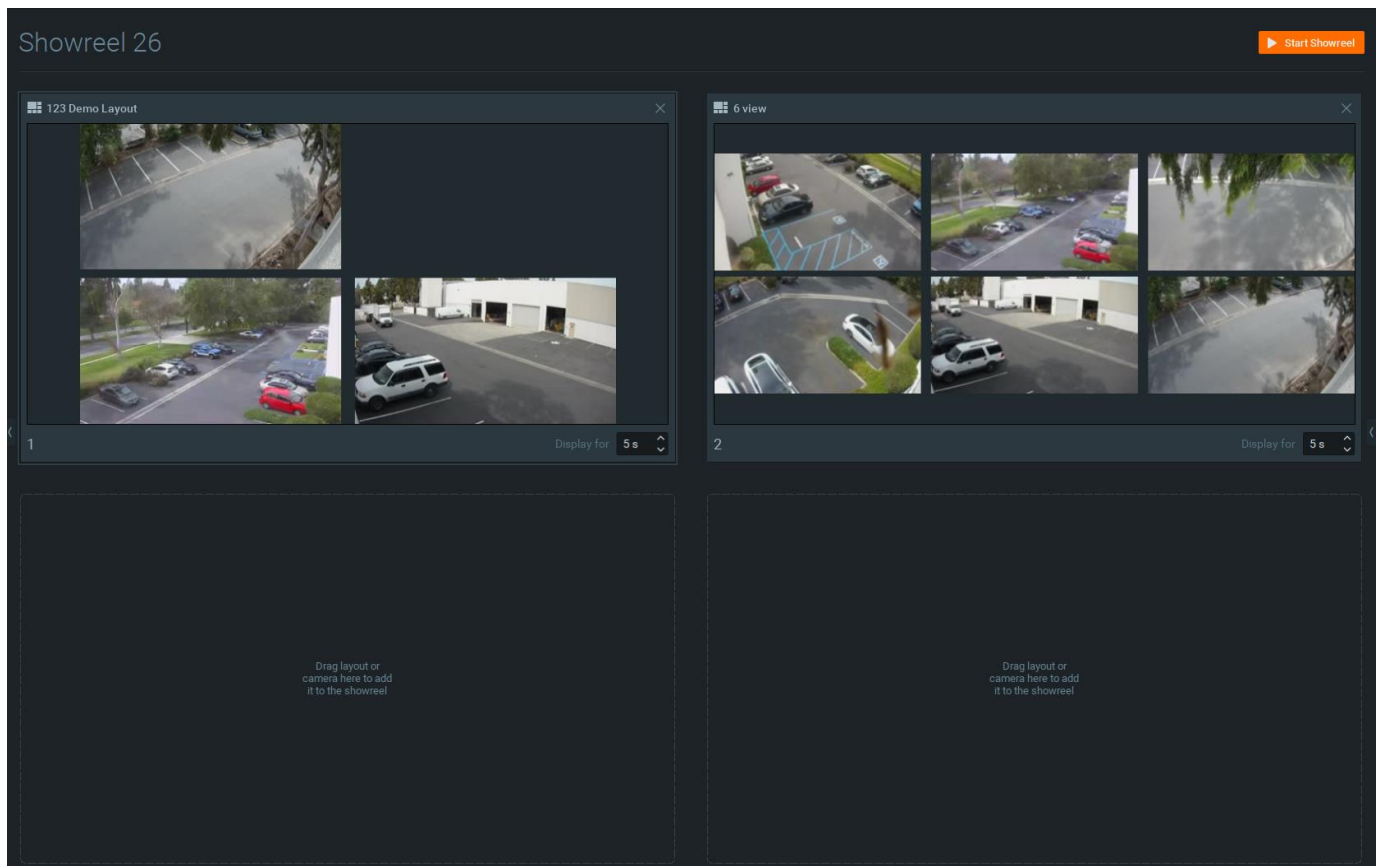 Showreel 26
Start Showreel
123 Demo Layout
6 view
1
Display for 5 s
2
Display for 5 s
Drag layout or
camera here to add
it to the showreel
Drag layout or
camera here to add
it to the showreel